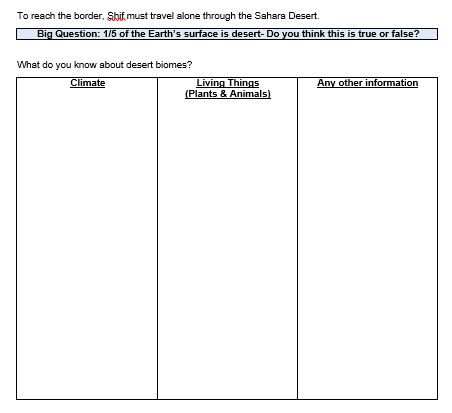 To reach the border, Shif must travel alone through the Sahara Desert.
Big Question: 1/5 of the Earth's surface is desert- Do you think this is true or false?
What do you know about desert biomes?
Climate
Living Things
(Plants & Animals)
Any other information